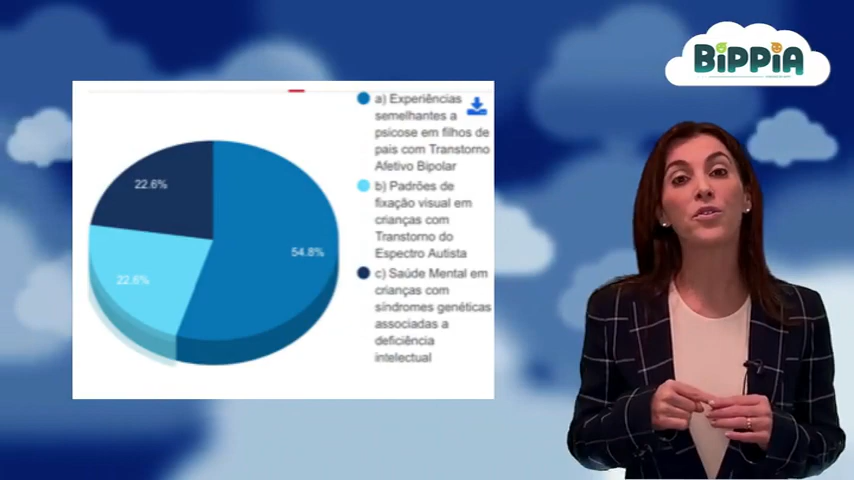 BiPPiA
a) Experiências
semelhantes a
psicose em filhos de
pais com Transtorno
Afetivo Bipolar
b) Padrões de
fixação visual em
crianças com
Transtorno do
Espectro Autista
c) Saúde Mental em
crianças com
síndromes genéticas
associadas a
deficiência
intelectual
22.6%
54.8%
22.6%